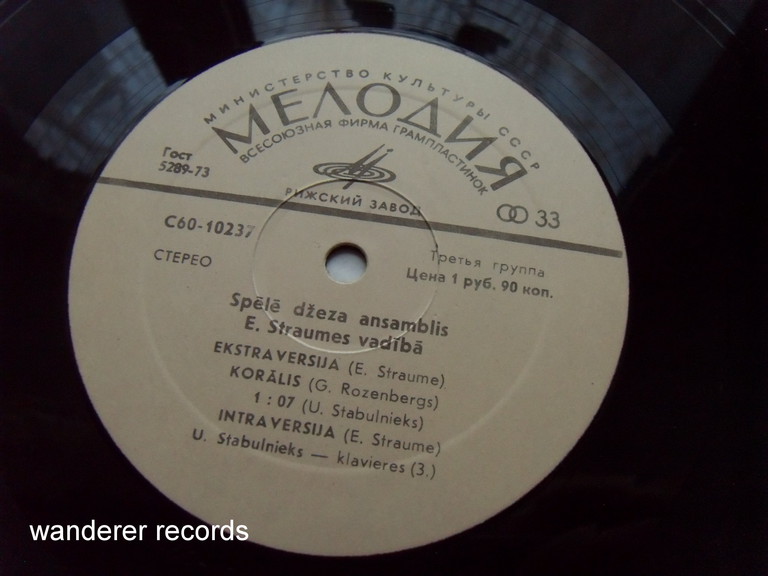 МИНИСТЕРСТВО КУЛЬТУРЫ СССР
МЕЛОДИЯ
ВСЕСОЮЗНАЯ ФИРМА ГРАМПЛАСТИНОК
Гост
5289-73
РИЖСКИЙ ЗАВОД
33
С60-10237
СТЕРЕО
Третья группа
Цена 1 руб. 90 коп.
Spēlē džeza ansamblis
E. Straumes vadībā
EKSTRAVERSIJA (E. Straume)
KORĀLIS (G. Rozenbergs)
1 : 07 (U. Stabulnieks)
INTRAVERSIJA (E. Straume)
U. Stabulnieks — klavieres (3.)
wanderer records